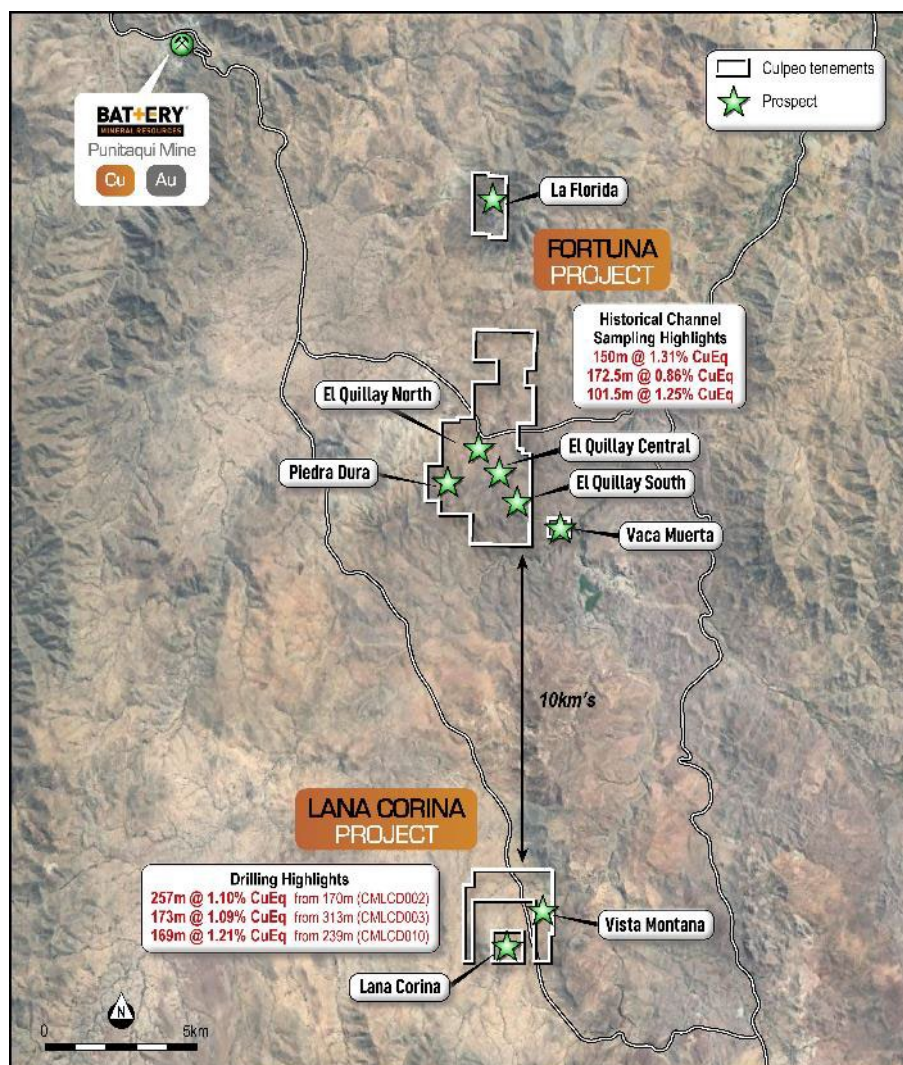 Culpeo tenements
Prospect
BATTERY
MINERAL RESOURCES
Punitaqui Mine
Cu Au
La Florida
FORTUNA
PROJECT
Historical Channel
Sampling Highlights
150m @ 1.31% CuEq
172.5m @ 0.86% CuEq
101.5m @ 1.25% CuEq
El Quillay North
El Quillay Central
Piedra Dura
El Quillay South
Vaca Muerta
10km's
LANA CORINA
PROJECT
Drilling Highlights
257m @ 1.10% CuEq from 170m (CMLCD002)
173m @ 1.09% CuEq from 313m (CMLCD003)
169m @ 1.21% CuEq from 239m (CMLCD010)
Vista Montana
Lana Corina
N
0 5km